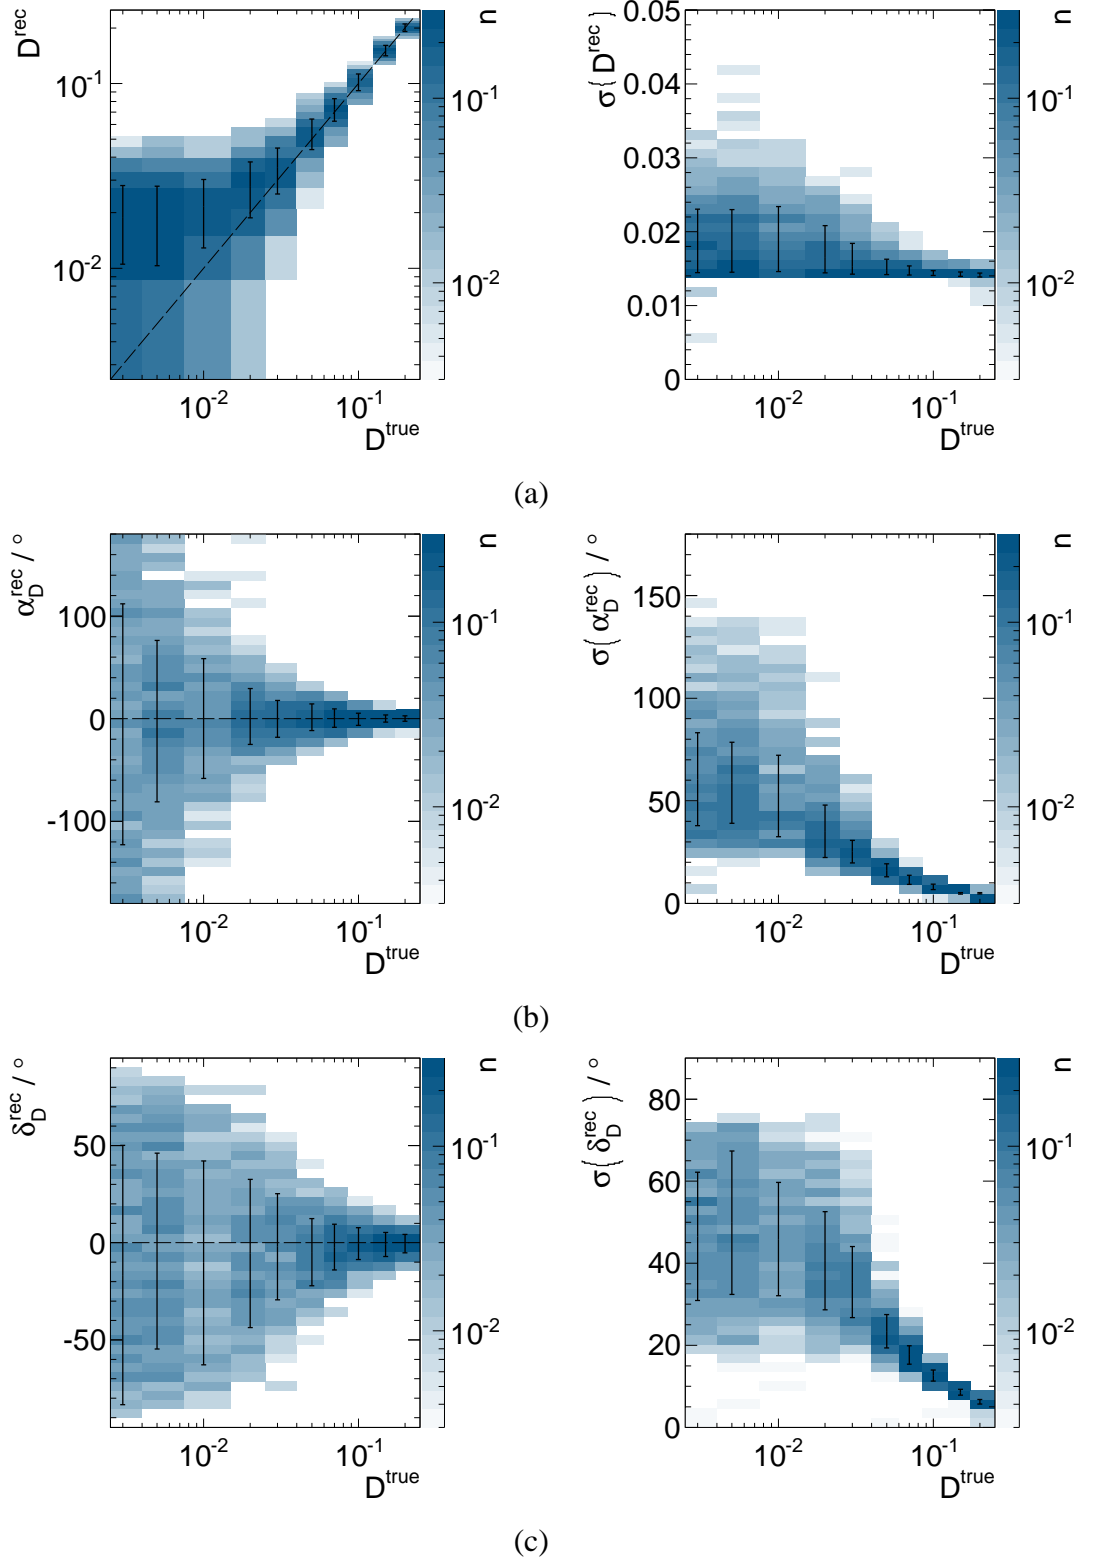 D^rec
10^-1
10^-2
10^-2
10^-1
D^true
n
10^-1
10^-2
σ{D^rec}
0.05
0.04
0.03
0.02
0.01
0
10^-2
10^-1
D^true
n
10^-1
10^-2
(a)
α_D^rec / °
100
0
-100
10^-2
10^-1
D^true
n
10^-1
10^-2
σ{α_D^rec} / °
150
100
50
0
10^-2
10^-1
D^true
n
10^-1
10^-2
(b)
δ_D^rec / °
50
0
-50
10^-2
10^-1
D^true
n
10^-1
10^-2
σ{δ_D^rec} / °
80
60
40
20
0
10^-2
10^-1
D^true
n
10^-1
10^-2
(c)